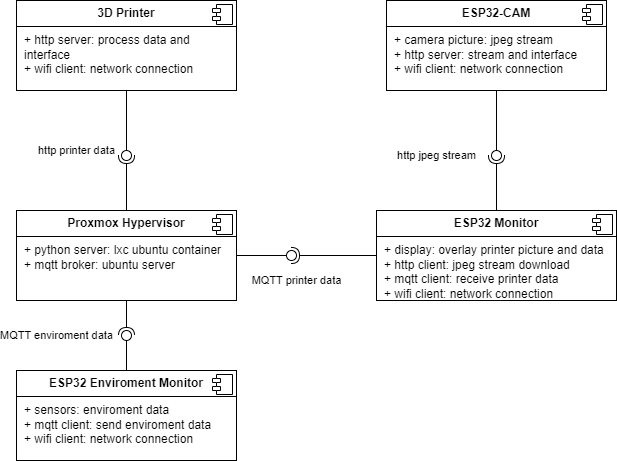 3D Printer
+ http server: process data and
interface
+ wifi client: network connection
ESP32-CAM
+ camera picture: jpeg stream
+ http server: stream and interface
+ wifi client: network connection
http printer data
http jpeg stream
Proxmox Hypervisor
+ python server: lxc ubuntu container
+ mqtt broker: ubuntu server
ESP32 Monitor
+ display: overlay printer picture and data
+ http client: jpeg stream download
+ mqtt client: receive printer data
+ wifi client: network connection
MQTT printer data
MQTT enviroment data
ESP32 Enviroment Monitor
+ sensors: enviroment data
+ mqtt client: send enviroment data
+ wifi client: network connection